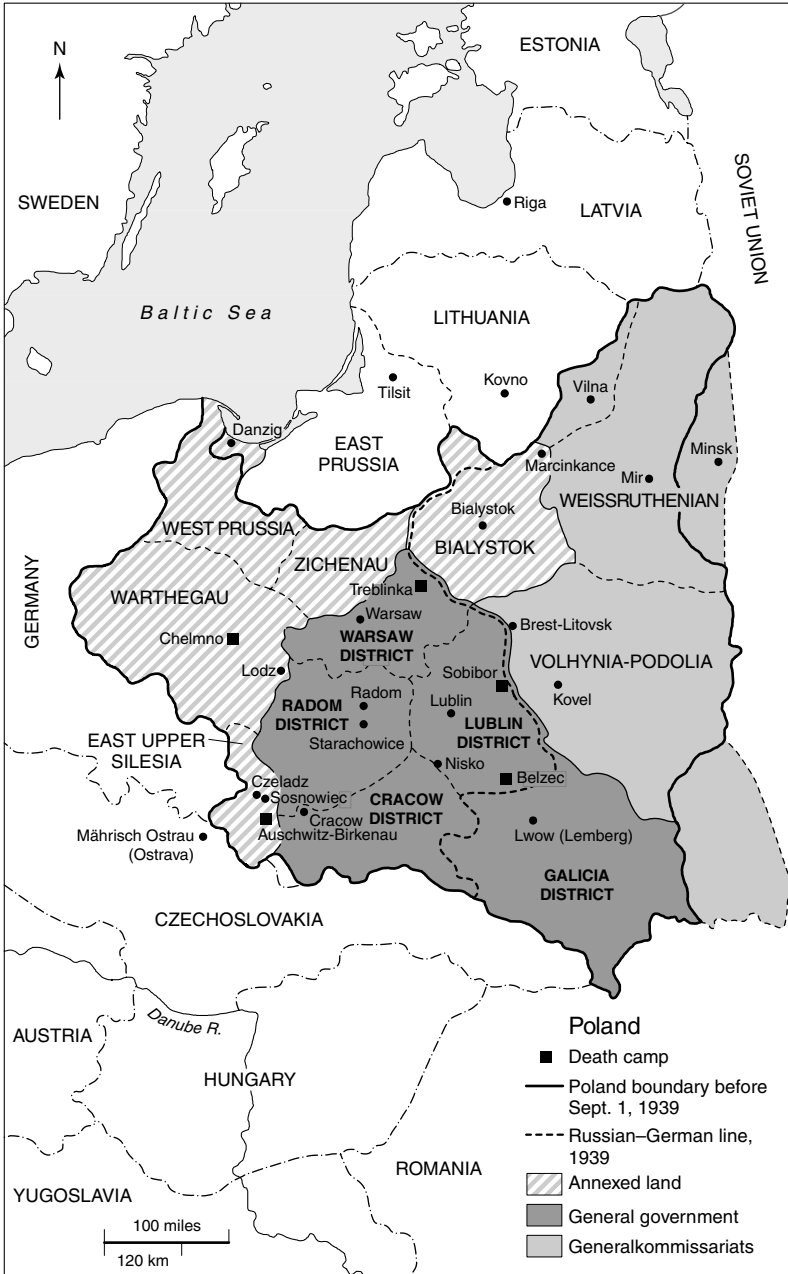 N
ESTONIA
SWEDEN
SOVIET UNION
Riga
LATVIA
Baltic Sea
LITHUANIA
Tilsit
Kovno
Vilna
Danzig
EAST
PRUSSIA
Marcinkance
Minsk
Mir
WEISSRUTHENIAN
WEST PRUSSIA
Bialystok
BIALYSTOK
ZICHENAU
GERMANY
WARTHEGAU
Treblinka
Chelmno
Warsaw
WARSAW
DISTRICT
Brest-Litovsk
VOLHYNIA-PODOLIA
Lodz
Sobibor
Kovel
RADOM
DISTRICT
Radom
Starachowice
Lublin
LUBLIN
DISTRICT
EAST UPPER
SILESIA
Nisko
Belzec
Czeladz
Sosnowiec
CRACOW
DISTRICT
Cracow
Auschwitz-Birkenau
Mährisch Ostrau
(Ostrava)
Lwow (Lemberg)
GALICIA
DISTRICT
CZECHOSLOVAKIA
Danube R.
AUSTRIA
HUNGARY
ROMANIA
YUGOSLAVIA
100 miles
120 km
Poland
Death camp
Poland boundary before
Sept. 1, 1939
Russian–German line,
1939
Annexed land
General government
Generalkommissariats